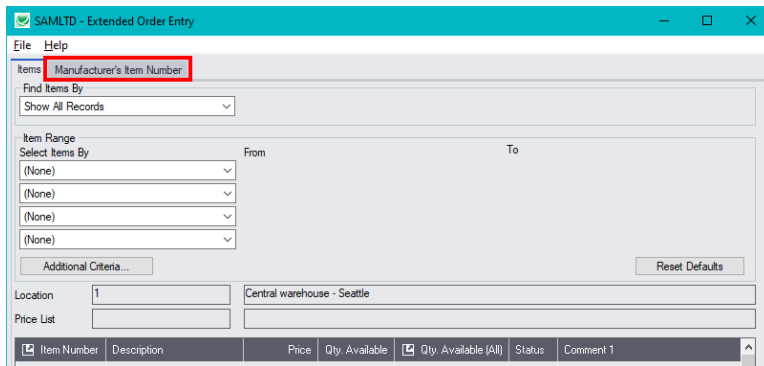 SAMLTD - Extended Order Entry
File Help
Items Manufacturer's Item Number
Find Items By
Show All Records
Item Range
Select Items By From To
(None)
(None)
(None)
(None)
Additional Criteria... Reset Defaults
Location 1 Central warehouse - Seattle
Price List
Item Number Description Price Qty. Available Qty. Available (All) Status Comment 1